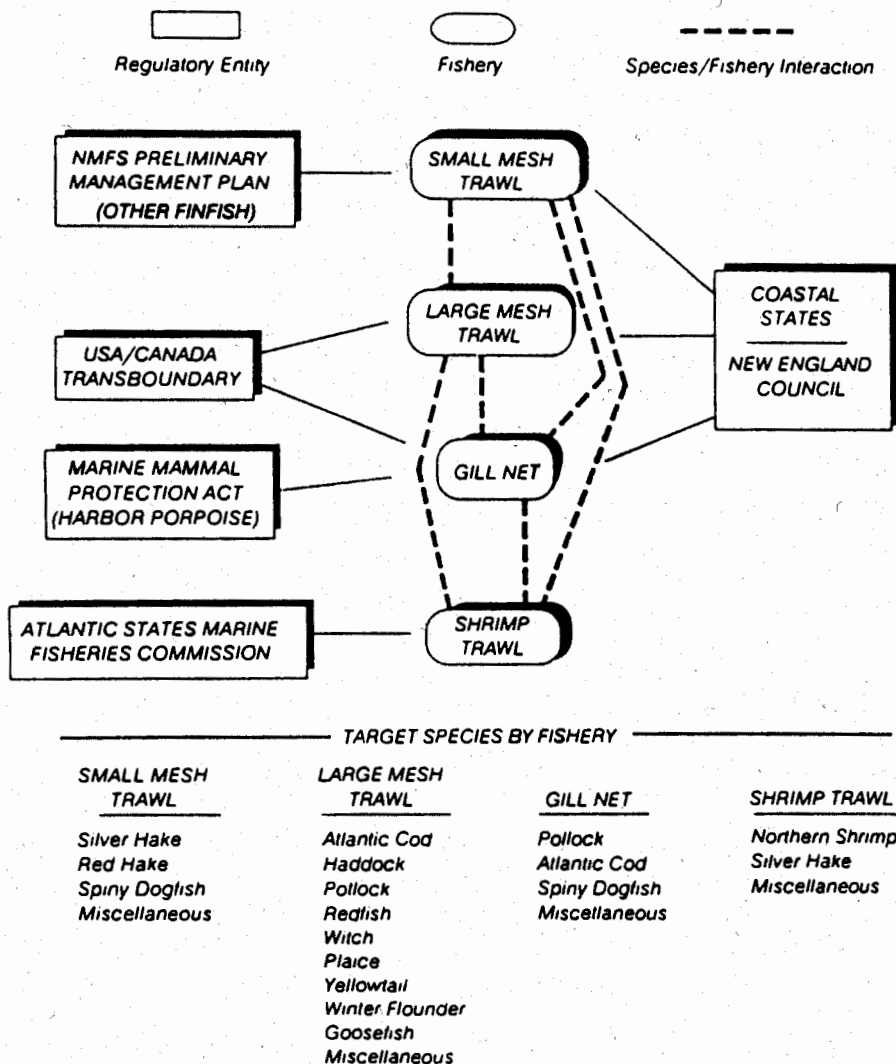 Regulatory Entity
Fishery
Species/Fishery Interaction
NMFS PRELIMINARY
MANAGEMENT PLAN
(OTHER FINFISH)
SMALL MESH
TRAWL
LARGE MESH
TRAWL
COASTAL
STATES
NEW ENGLAND
COUNCIL
USA/CANADA
TRANSBOUNDARY
MARINE MAMMAL
PROTECTION ACT
(HARBOR PORPOISE)
GILL NET
ATLANTIC STATES MARINE
FISHERIES COMMISSION
SHRIMP
TRAWL
TARGET SPECIES BY FISHERY
SMALL MESH
TRAWL
Silver Hake
Red Hake
Spiny Dogfish
Miscellaneous
LARGE MESH
TRAWL
Atlantic Cod
Haddock
Pollock
Redfish
Witch
Plaice
Yellowtail
Winter Flounder
Goosefish
Miscellaneous
GILL NET
Pollock
Atlantic Cod
Spiny Dogfish
Miscellaneous
SHRIMP TRAWL
Northern Shrimp
Silver Hake
Miscellaneous